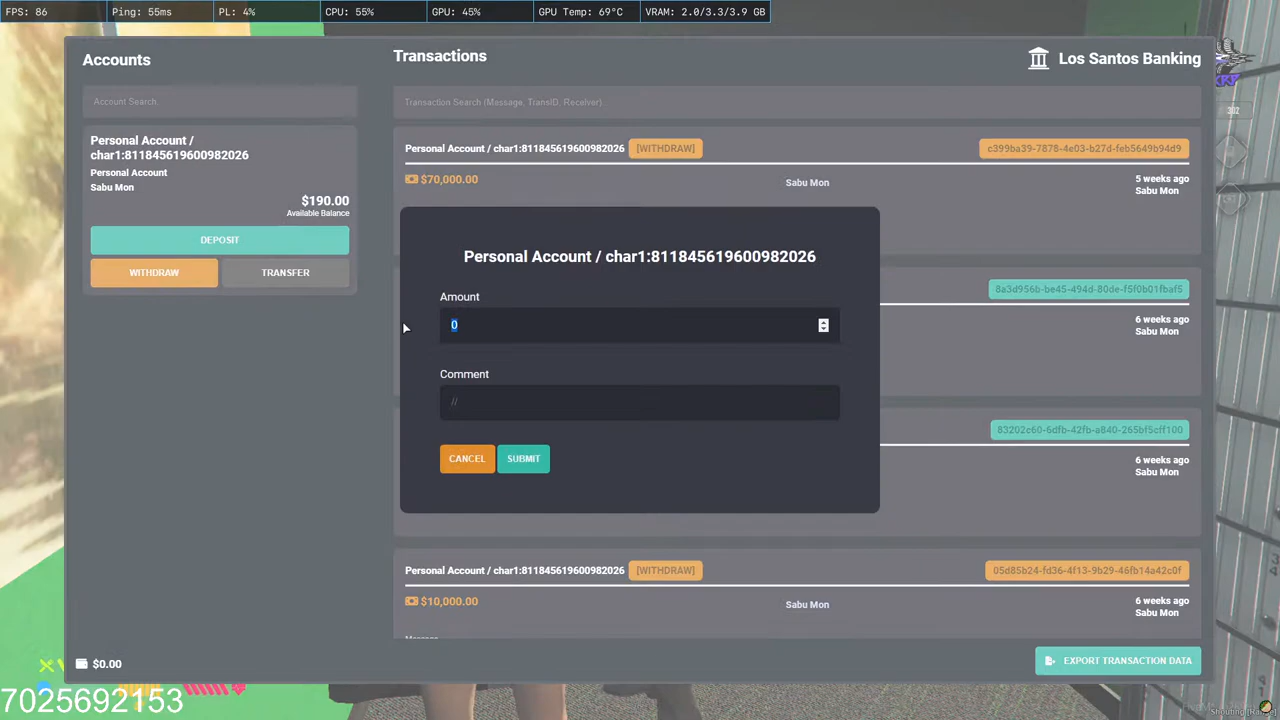 FPS: 86
Ping: 55ms
PL: 4%
CPU: 55%
GPU: 45%
GPU Temp: 69°C
VRAM: 2.0/3.3/3.9 GB
Accounts
Transactions
Los Santos Banking
Account Search.
Transaction Search (Message, TransID, Receiver).
Personal Account /
char1:811845619600982026
Personal Account
Sabu Mon
$190.00
Available Balance
DEPOSIT
WITHDRAW
TRANSFER
Personal Account / char1:811845619600982026 [WITHDRAW]
c399ba39-7878-4e03-b27d-feb5649b94d9
$70,000.00
Sabu Mon
5 weeks ago
Sabu Mon
Personal Account / char1:811845619600982026
Amount
0
Comment
//
CANCEL
SUBMIT
8a3d956b-be45-494d-80de-f5f0b01fbaf5
6 weeks ago
Sabu Mon
83202c60-6dfb-42fb-a840-265bf5cff100
6 weeks ago
Sabu Mon
Personal Account / char1:811845619600982026 [WITHDRAW]
05d85b24-fd36-4f13-9b29-46fb14a42c0f
$10,000.00
Sabu Mon
6 weeks ago
Sabu Mon
$0.00
EXPORT TRANSACTION DATA
7025692153